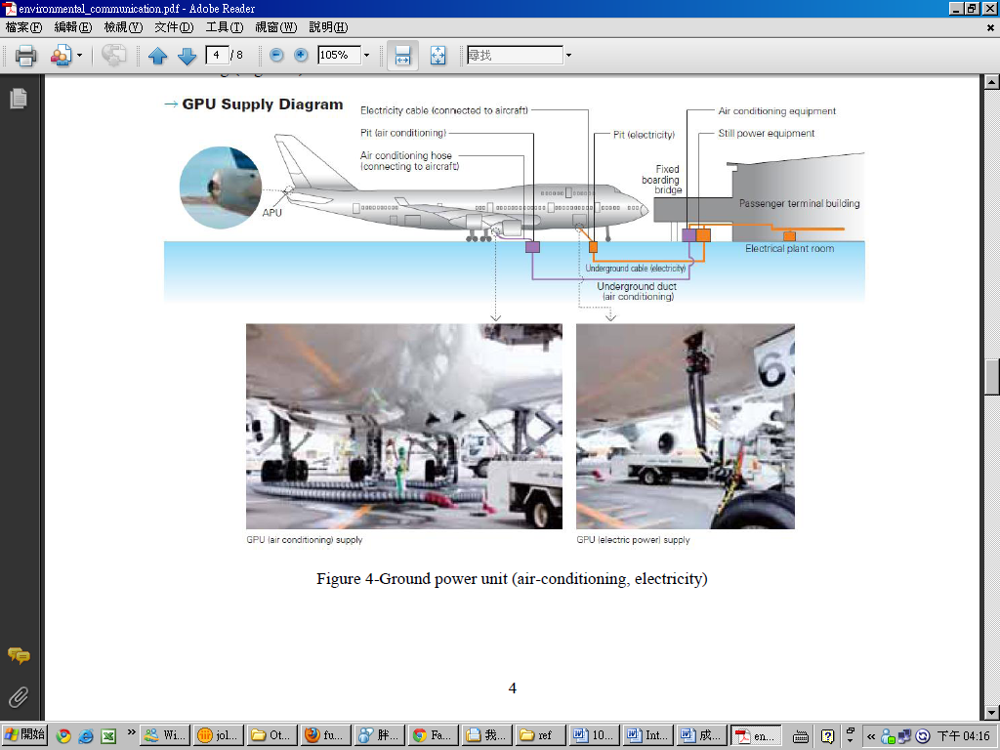 environmental_communication.pdf - Adobe Reader
檔案(F) 編輯(E) 檢視(V) 文件(D) 工具(T) 視窗(W) 說明(H)
4 / 8 105% 尋找
→ GPU Supply Diagram
Electricity cable (connected to aircraft)
Air conditioning equipment
Pit (air conditioning)
Pit (electricity)
Still power equipment
Air conditioning hose
(connecting to aircraft)
Fixed
boarding
bridge
APU
Passenger terminal building
Electrical plant room
Underground cable (electricity)
Underground duct
(air conditioning)
6
GPU (air conditioning) supply
GPU (electric power) supply
Figure 4-Ground power unit (air-conditioning, electricity)
4
開始 » Wi... jol... Ot... fu... 胖... Fa... 我... ref 10... Int... 成... en... « 下午 04:16